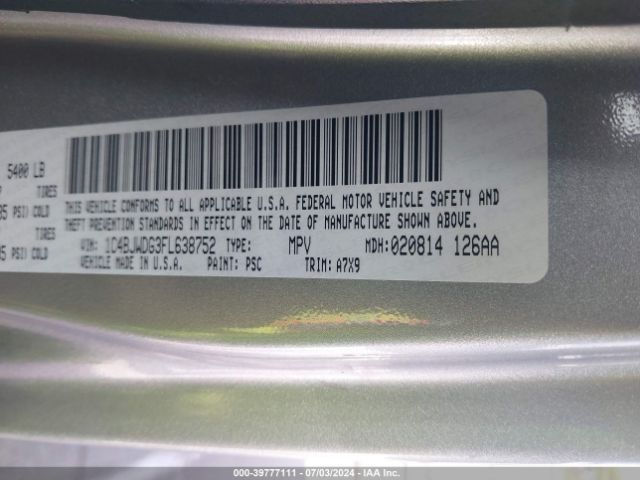 5400 LB
TIRES
THIS VEHICLE CONFORMS TO ALL APPLICABLE U.S.A. FEDERAL MOTOR VEHICLE SAFETY AND
35 PSI) COLD
THEFT PREVENTION STANDARDS IN EFFECT ON THE DATE OF MANUFACTURE SHOWN ABOVE.
TIRES
VIN: 1C4BJWDG3FL638752 TYPE: MPV MDH: 020814 126AA
PSI) COLD
VEHICLE MADE IN U.S.A. PAINT: PSC TRIM: A7X9
000-39777111 - 07/03/2024 - IAA Inc.